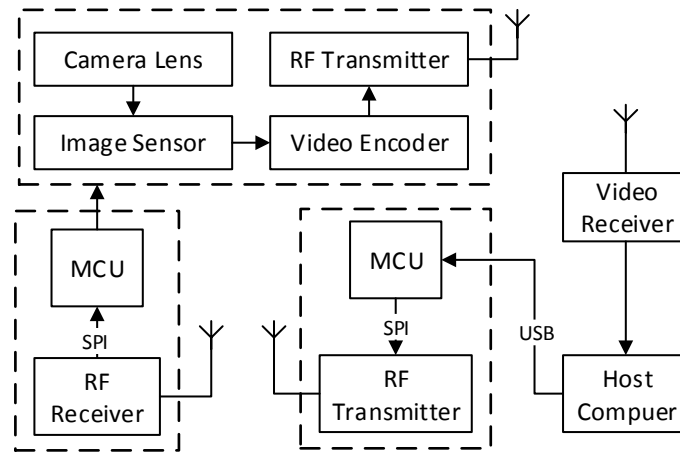 Camera Lens
RF Transmitter
Image Sensor
Video Encoder
Video
Receiver
MCU
MCU
SPI
SPI
USB
RF
Receiver
RF
Transmitter
Host
Compuer